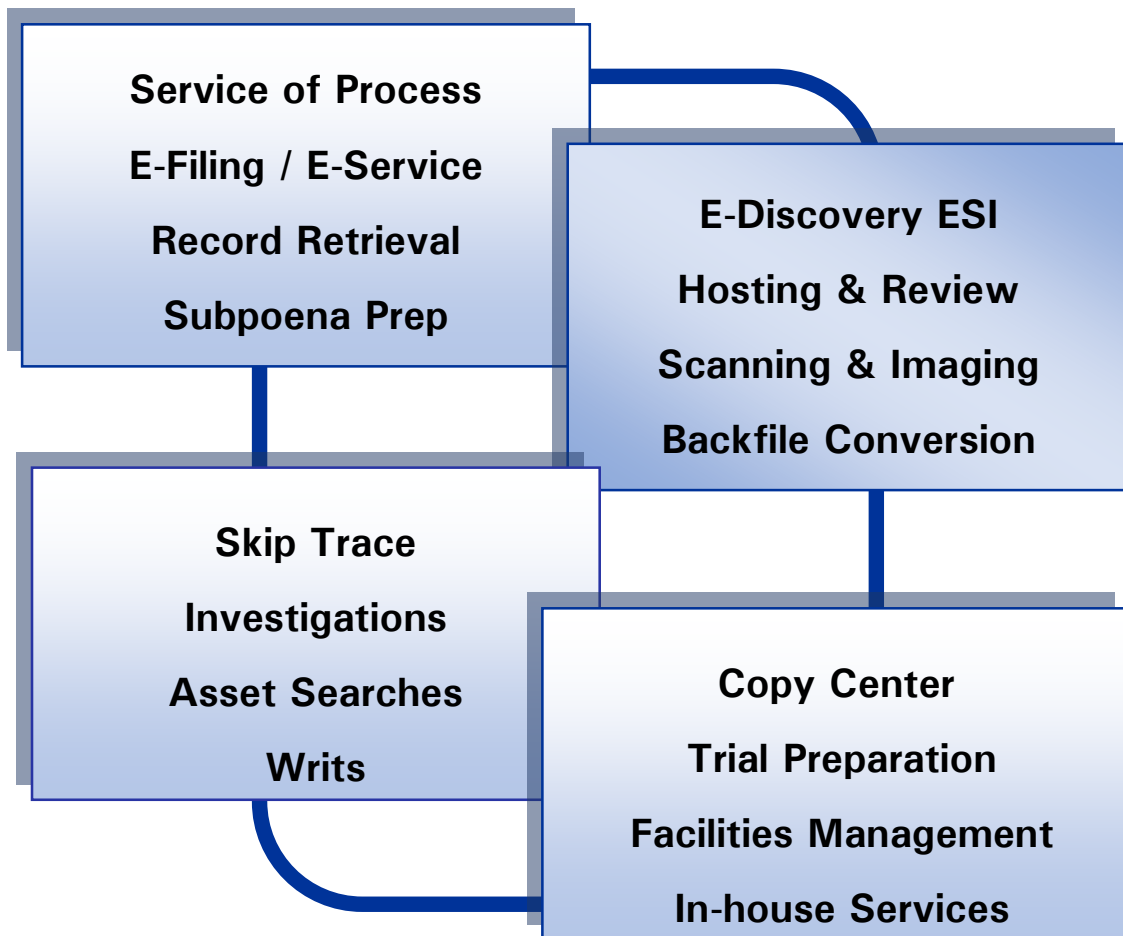 Service of Process
E-Filing / E-Service
Record Retrieval
Subpoena Prep
E-Discovery ESI
Hosting & Review
Scanning & Imaging
Backfile Conversion
Skip Trace
Investigations
Asset Searches
Writs
Copy Center
Trial Preparation
Facilities Management
In-house Services